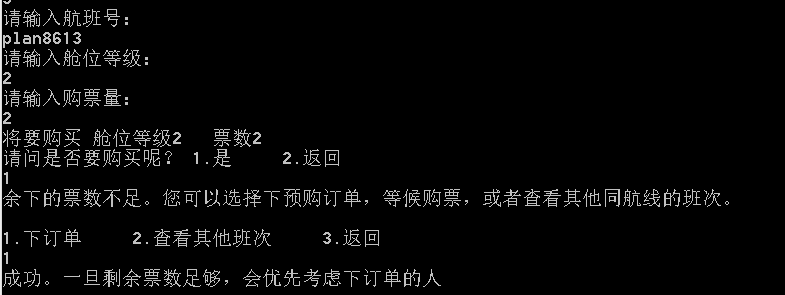 请输入航班号:
plan8613
请输入舱位等级:
2
请输入购票量:
2
将要购买 舱位等级2 票数2
请问是否要购买呢? 1.是 2.返回
1
余下的票数不足。您可以选择下预购订单,等候购票,或者查看其他同航线的班次。
1.下订单 2.查看其他班次 3.返回
1
成功。一旦剩余票数足够,会优先考虑下订单的人